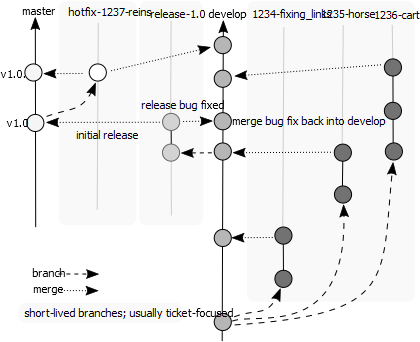 master
hotfix-1237-reins
release-1.0
develop
1234-fixing_links
1235-horse
1236-cart
v1.0.
v1.0
release bug fixed
merge bug fix back into develop
initial release
branch
merge
short-lived branches; usually ticket-focused